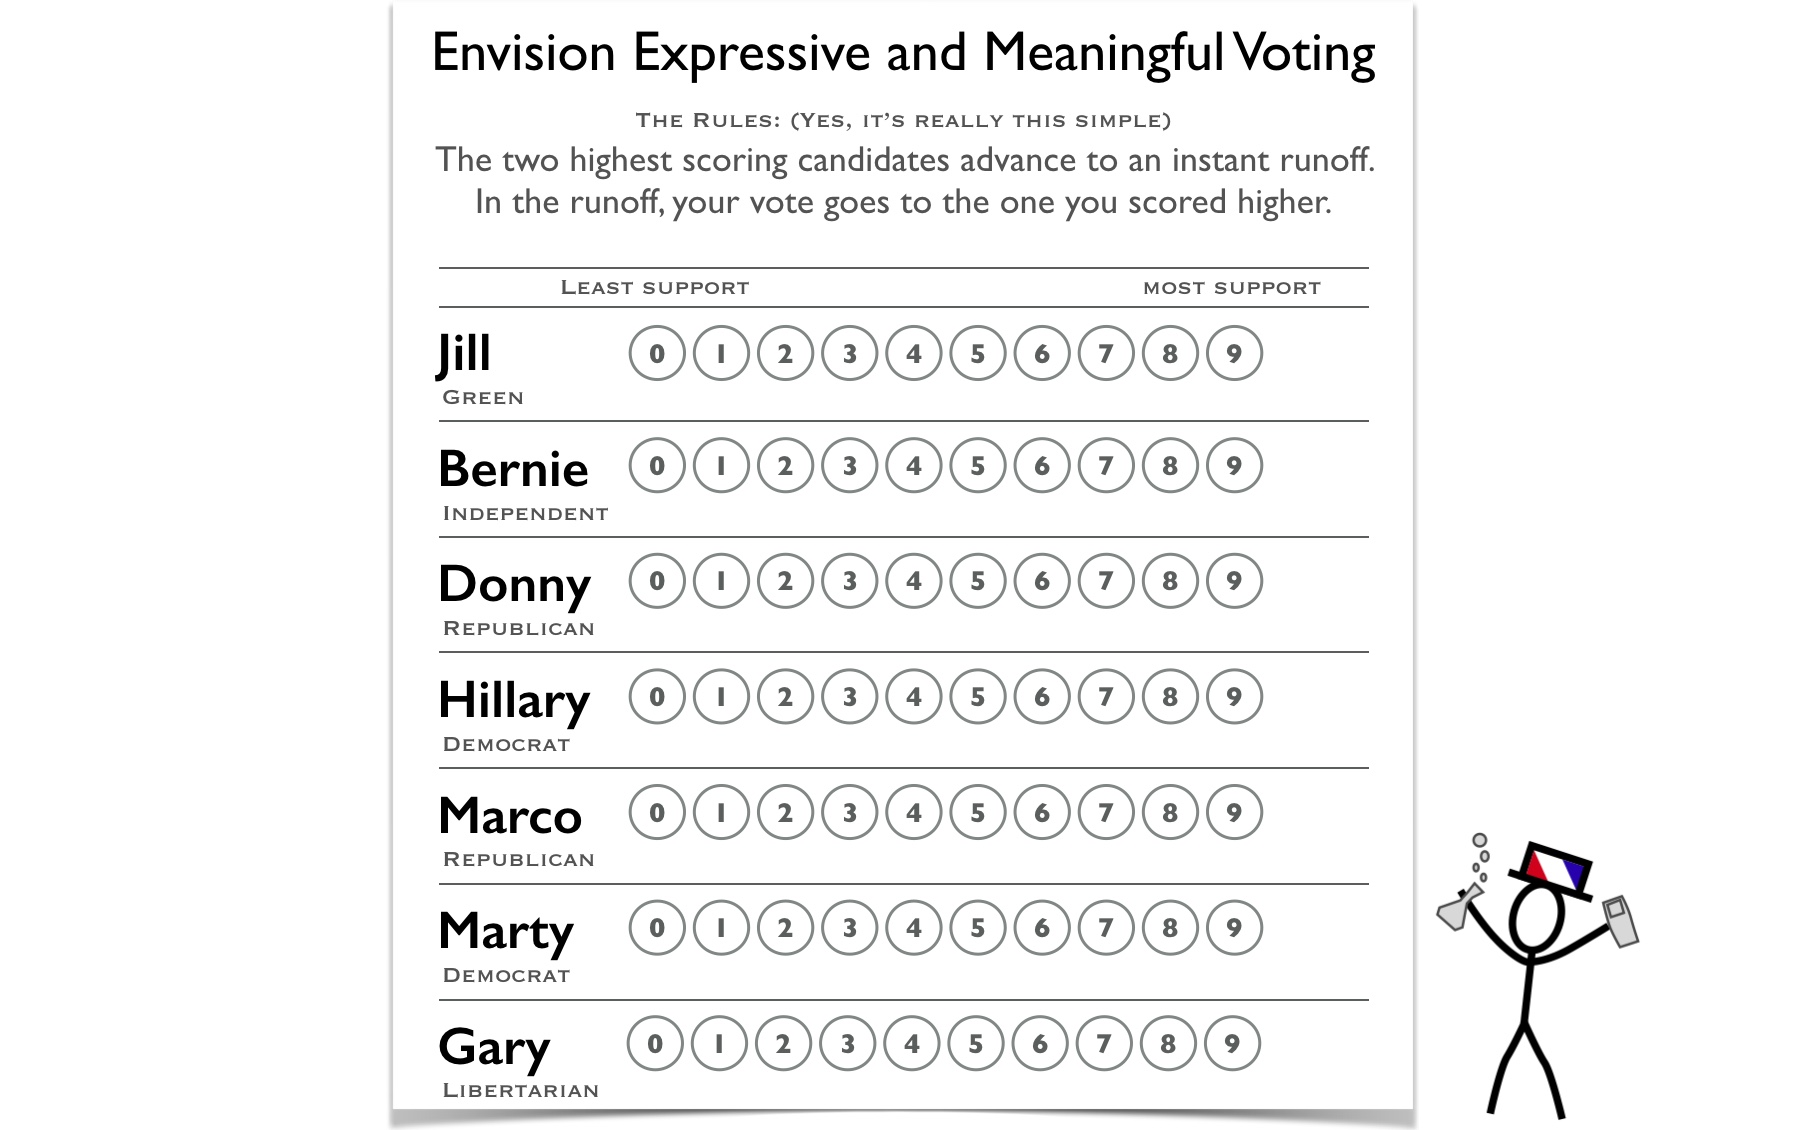 Envision Expressive and Meaningful Voting
The Rules: (Yes, it's really this simple)
The two highest scoring candidates advance to an instant runoff.
In the runoff, your vote goes to the one you scored higher.
Least support most support
Jill 0 1 2 3 4 5 6 7 8 9
Green
Bernie 0 1 2 3 4 5 6 7 8 9
Independent
Donny 0 1 2 3 4 5 6 7 8 9
Republican
Hillary 0 1 2 3 4 5 6 7 8 9
Democrat
Marco 0 1 2 3 4 5 6 7 8 9
Republican
Marty 0 1 2 3 4 5 6 7 8 9
Democrat
Gary 0 1 2 3 4 5 6 7 8 9
Libertarian